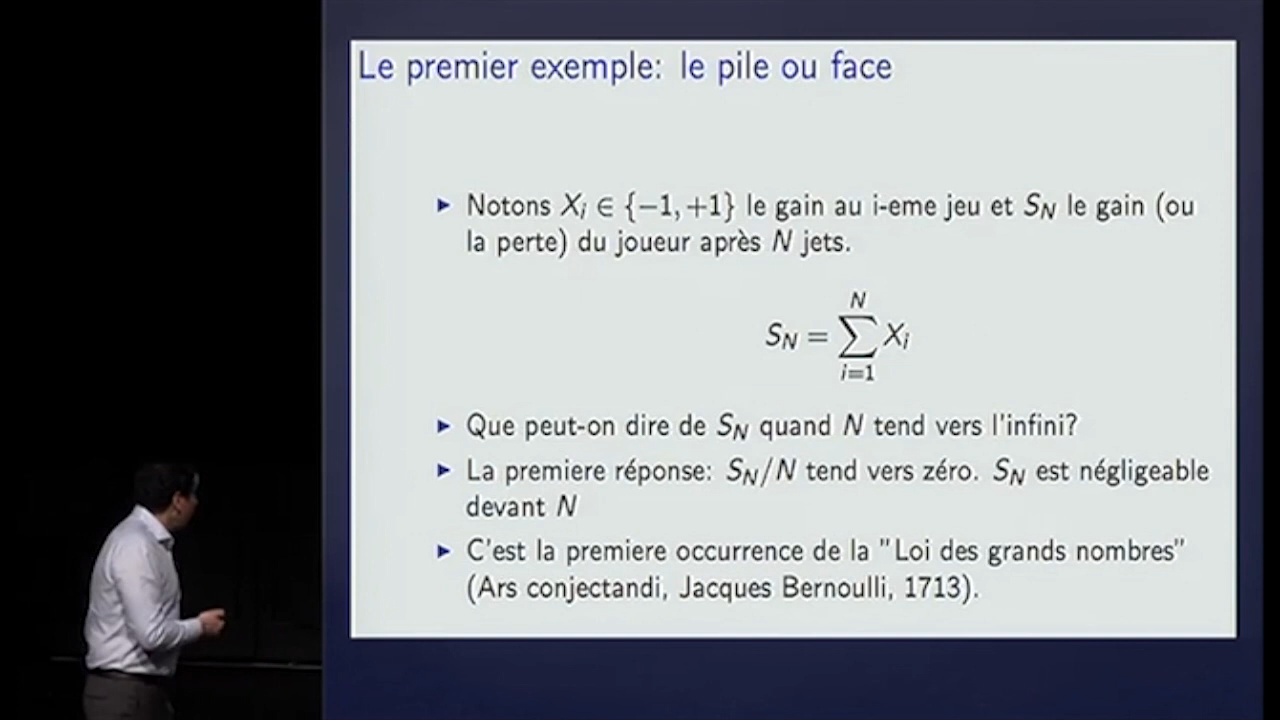 Le premier exemple: le pile ou face
▶ Notons X_i ∈ {−1, +1} le gain au i-eme jeu et S_N le gain (ou
la perte) du joueur après N jets.
S_N = ∑_{i=1}^{N} X_i
▶ Que peut-on dire de S_N quand N tend vers l'infini?
▶ La premiere réponse: S_N/N tend vers zéro. S_N est négligeable
devant N
▶ C'est la premiere occurrence de la "Loi des grands nombres"
(Ars conjectandi, Jacques Bernoulli, 1713).